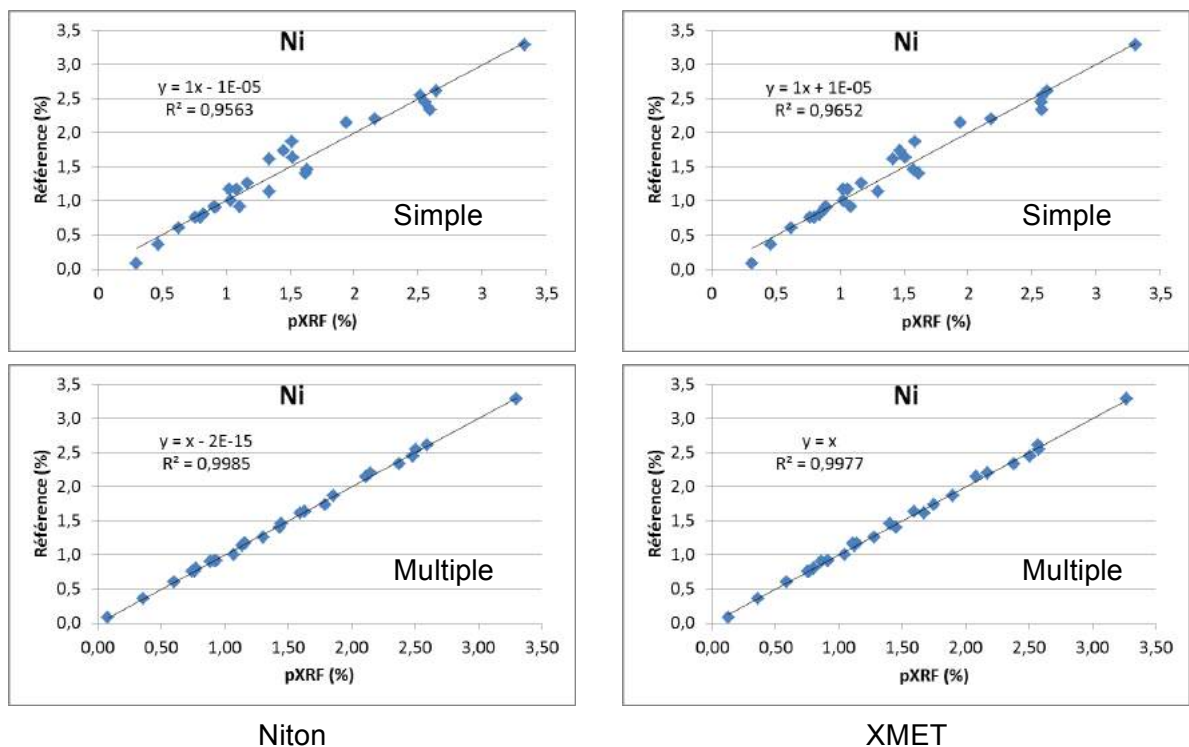 Ni
y = 1x - 1E-05
R² = 0,9563
Simple
Référence (%)
3,5
3,0
2,5
2,0
1,5
1,0
0,5
0,0
0 0,5 1 1,5 2 2,5 3 3,5
pXRF (%)
Ni
y = 1x + 1E-05
R² = 0,9652
Simple
Référence (%)
3,5
3,0
2,5
2,0
1,5
1,0
0,5
0,0
0 0,5 1 1,5 2 2,5 3 3,5
pXRF (%)
Ni
y = x - 2E-15
R² = 0,9985
Multiple
Référence (%)
3,5
3,0
2,5
2,0
1,5
1,0
0,5
0,0
0,00 0,50 1,00 1,50 2,00 2,50 3,00 3,50
pXRF (%)
Ni
y = x
R² = 0,9977
Multiple
Référence (%)
3,5
3,0
2,5
2,0
1,5
1,0
0,5
0,0
0,00 0,50 1,00 1,50 2,00 2,50 3,00 3,50
pXRF (%)
Niton
XMET